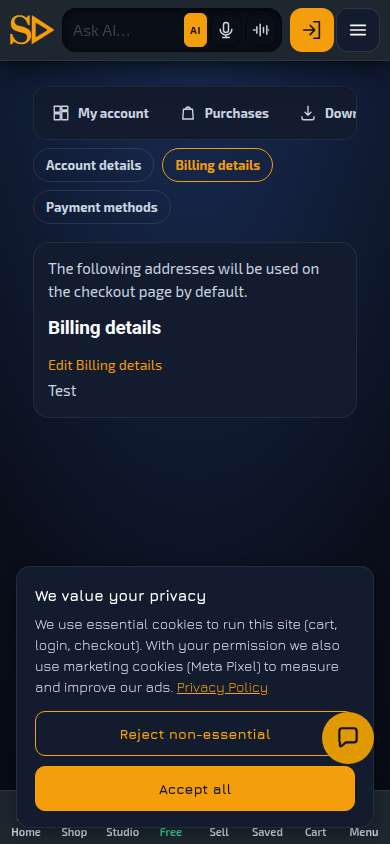 SD
Ask AI...
AI
My account
Purchases
Down
Account details
Billing details
Payment methods
The following addresses will be used on
the checkout page by default.
Billing details
Edit Billing details
Test
We value your privacy
We use essential cookies to run this site (cart,
login, checkout). With your permission we also
use marketing cookies (Meta Pixel) to measure
and improve our ads. Privacy Policy
Reject non-essential
Accept all
Home
Shop
Studio
Free
Sell
Saved
Cart
Menu